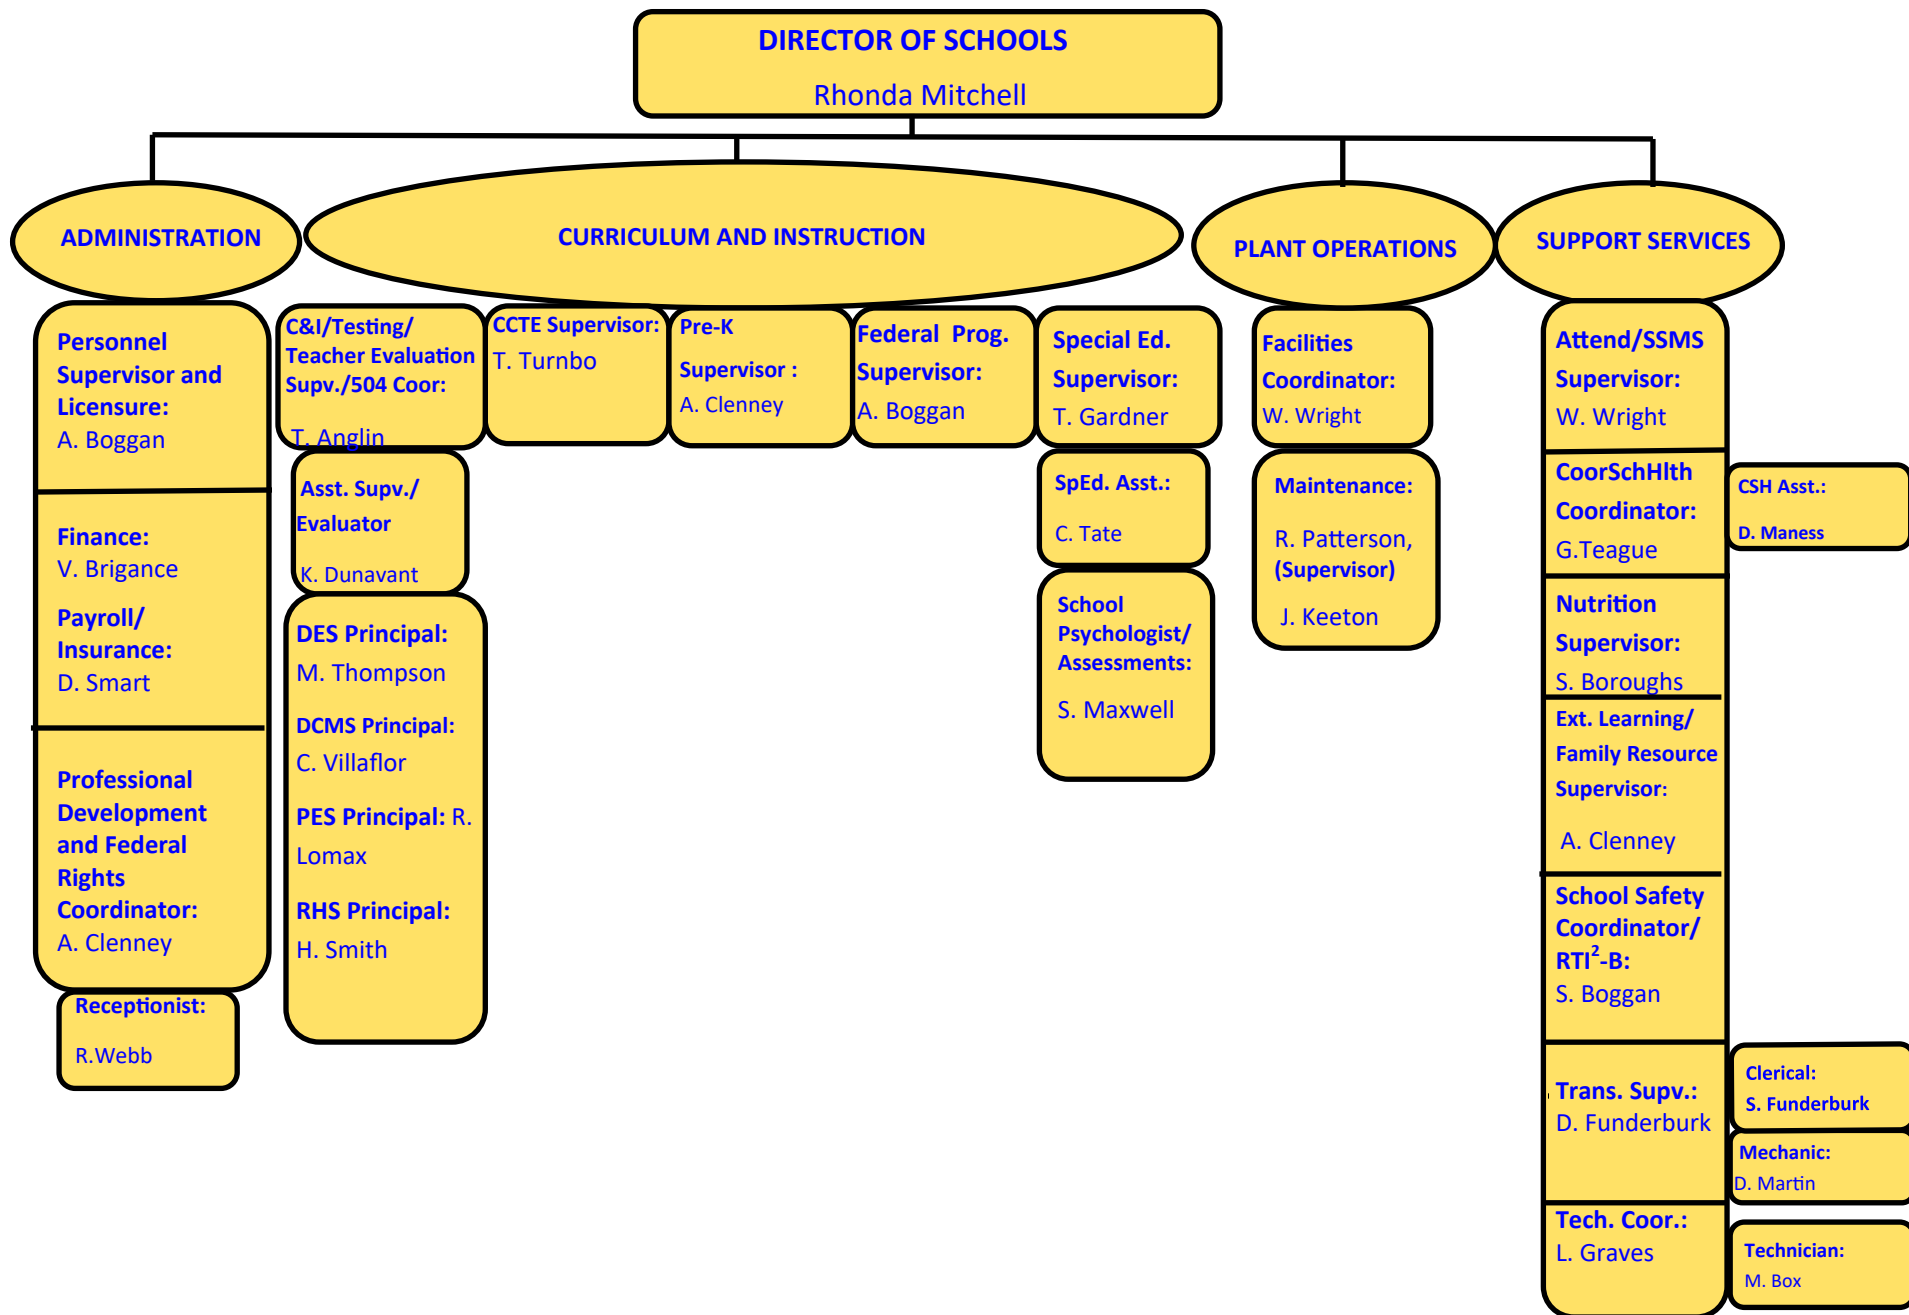 DIRECTOR OF SCHOOLS
Rhonda Mitchell
ADMINISTRATION
CURRICULUM AND INSTRUCTION
PLANT OPERATIONS
SUPPORT SERVICES
Personnel
Supervisor and
Licensure:
A. Boggan
Finance:
V. Brigance
Payroll/
Insurance:
D. Smart
Professional
Development
and Federal
Rights
Coordinator:
A. Clenney
Receptionist:
R.Webb
C&I/Testing/
Teacher Evaluation
Supv./504 Coor:
T. Anglin
Asst. Supv./
Evaluator
K. Dunavant
DES Principal:
M. Thompson
DCMS Principal:
C. Villaflor
PES Principal: R.
Lomax
RHS Principal:
H. Smith
CCTE Supervisor:
T. Turnbo
Pre-K
Supervisor :
A. Clenney
Federal Prog.
Supervisor:
A. Boggan
Special Ed.
Supervisor:
T. Gardner
SpEd. Asst.:
C. Tate
School
Psychologist/
Assessments:
S. Maxwell
Facilities
Coordinator:
W. Wright
Maintenance:
R. Patterson,
(Supervisor)
J. Keeton
Attend/SSMS
Supervisor:
W. Wright
CoorSchHlth
Coordinator:
G.Teague
CSH Asst.:
D. Maness
Nutrition
Supervisor:
S. Boroughs
Ext. Learning/
Family Resource
Supervisor:
A. Clenney
School Safety
Coordinator/
RTI²-B:
S. Boggan
Trans. Supv.:
D. Funderburk
Clerical:
S. Funderburk
Mechanic:
D. Martin
Tech. Coor.:
L. Graves
Technician:
M. Box